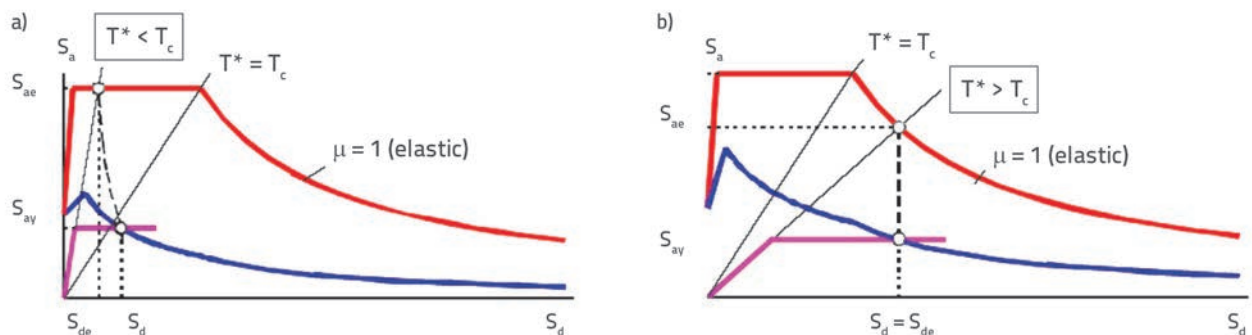 a)
T* < T_c
S_a
T* = T_c
S_ae
μ = 1 (elastic)
S_ay
S_de
S_d
S_d
b)
S_a
T* = T_c
T* > T_c
S_ae
μ = 1 (elastic)
S_ay
S_d = S_de
S_d